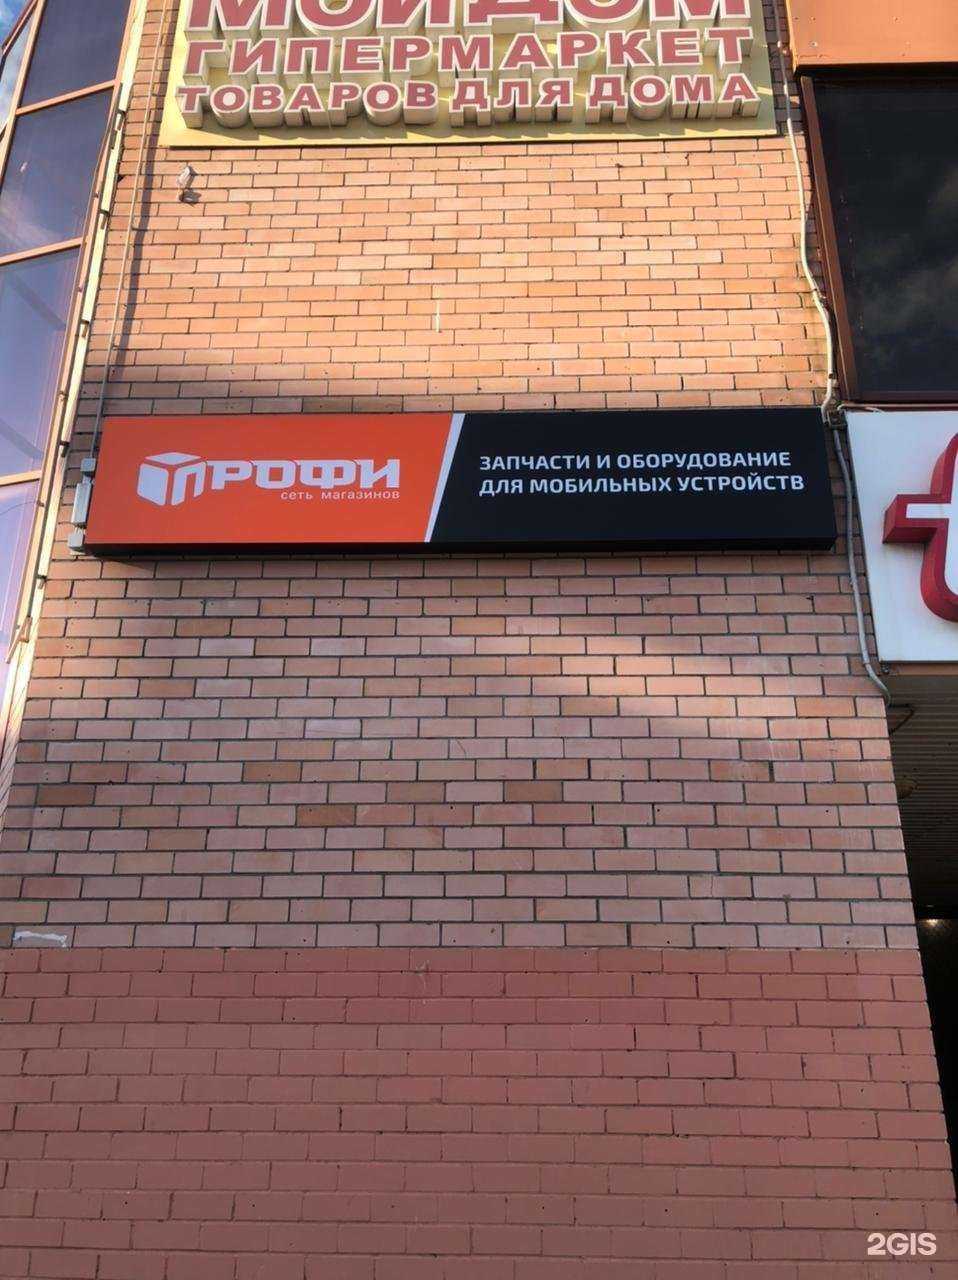 МОЙ ДОМ
ГИПЕРМАРКЕТ
ТОВАРОВ ДЛЯ ДОМА
ПРОФИ
сеть магазинов
ЗАПЧАСТИ И ОБОРУДОВАНИЕ
ДЛЯ МОБИЛЬНЫХ УСТРОЙСТВ
t
2GIS